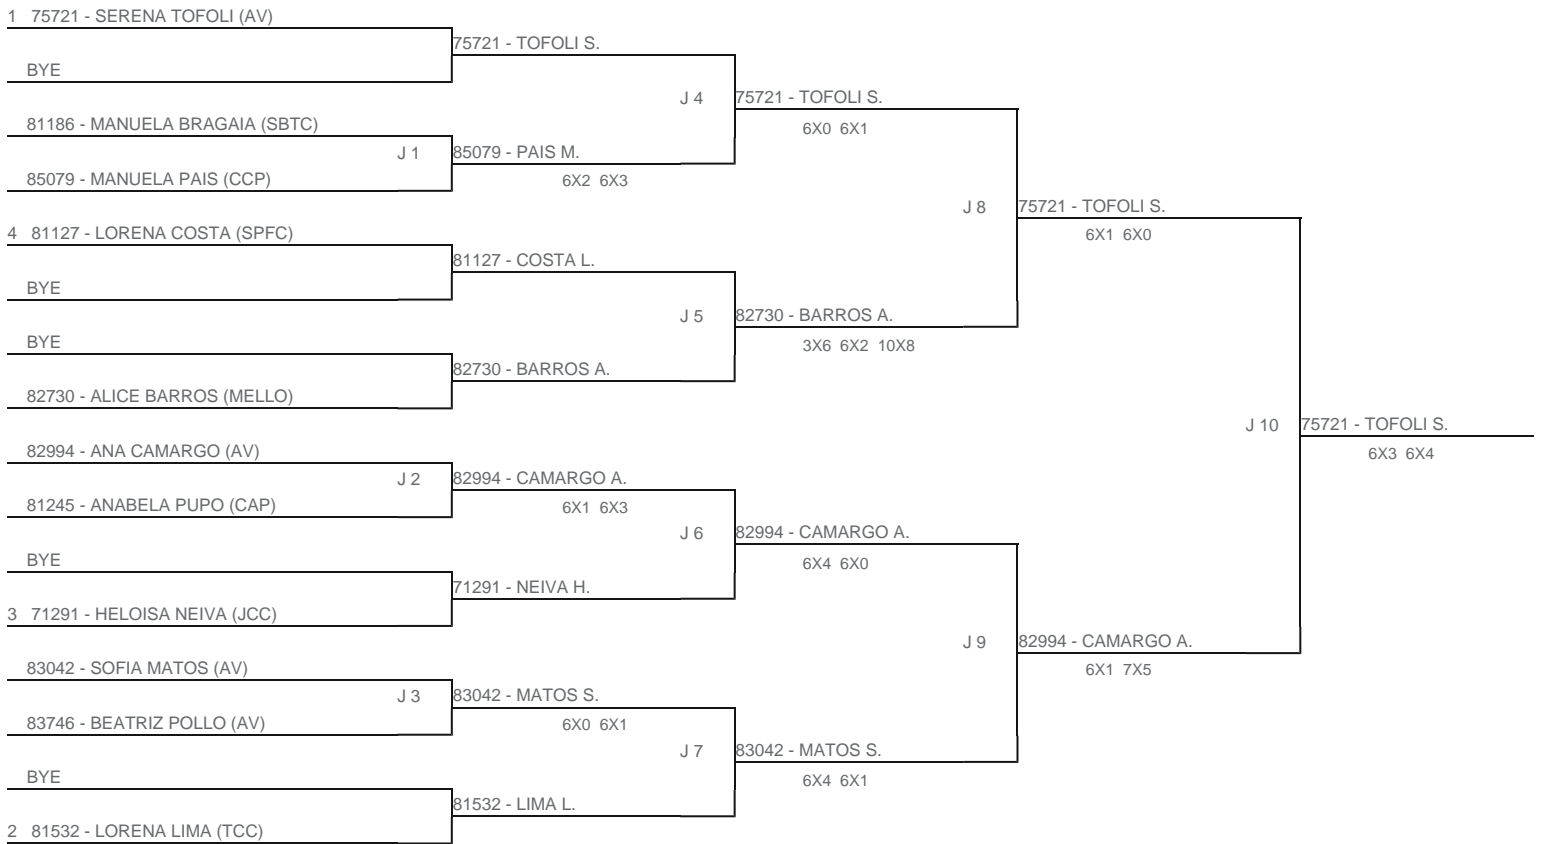 1 75721 - SERENA TOFOLI (AV)
75721 - TOFOLI S.
BYE
J 4
75721 - TOFOLI S.
6X0 6X1
81186 - MANUELA BRAGAIA (SBTC)
J 1
85079 - PAIS M.
6X2 6X3
85079 - MANUELA PAIS (CCP)
J 8
75721 - TOFOLI S.
6X1 6X0
4 81127 - LORENA COSTA (SPFC)
81127 - COSTA L.
BYE
J 5
82730 - BARROS A.
3X6 6X2 10X8
BYE
82730 - BARROS A.
82730 - ALICE BARROS (MELLO)
J 10
75721 - TOFOLI S.
6X3 6X4
82994 - ANA CAMARGO (AV)
J 2
82994 - CAMARGO A.
6X1 6X3
81245 - ANABELA PUPO (CAP)
J 6
82994 - CAMARGO A.
6X4 6X0
BYE
71291 - NEIVA H.
3 71291 - HELOISA NEIVA (JCC)
J 9
82994 - CAMARGO A.
6X1 7X5
83042 - SOFIA MATOS (AV)
J 3
83042 - MATOS S.
6X0 6X1
83746 - BEATRIZ POLLO (AV)
J 7
83042 - MATOS S.
6X4 6X1
BYE
81532 - LIMA L.
2 81532 - LORENA LIMA (TCC)